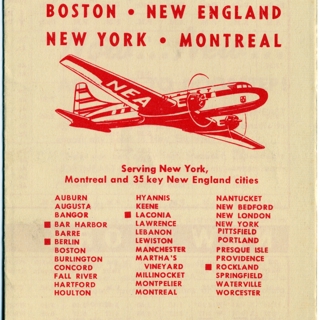 BOSTON • NEW ENGLAND
NEW YORK • MONTREAL
NEA
Serving New York,
Montreal and 35 key New England cities
AUBURN
AUGUSTA
BANGOR
■ BAR HARBOR
BARRE
■ BERLIN
BOSTON
BURLINGTON
CONCORD
FALL RIVER
HARTFORD
HOULTON
HYANNIS
KEENE
■ LACONIA
LAWRENCE
LEBANON
LEWISTON
MANCHESTER
MARTHA'S
VINEYARD
MILLINOCKET
MONTPELIER
MONTREAL
NANTUCKET
NEW BEDFORD
NEW LONDON
NEW YORK
PITTSFIELD
PORTLAND
PRESQUE ISLE
PROVIDENCE
■ ROCKLAND
SPRINGFIELD
WATERVILLE
WORCESTER